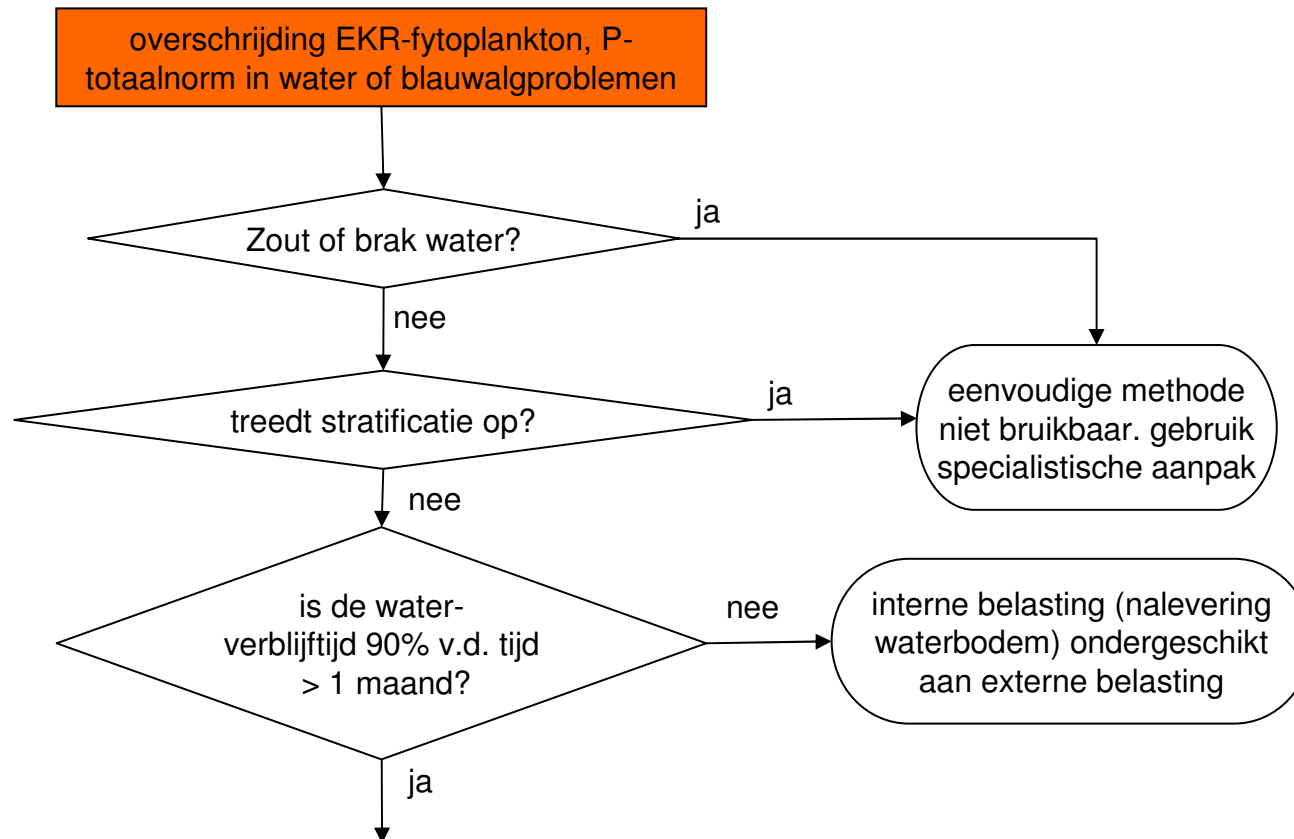 overschrijding EKR-fytoplankton, P-
totaalnorm in water of blauwalgproblemen
ja
Zout of brak water?
nee
ja
treedt stratificatie op?
eenvoudige methode
niet bruikbaar. gebruik
specialistische aanpak
nee
is de water-
verblijftijd 90% v.d. tijd
> 1 maand?
nee
interne belasting (nalevering
waterbodem) ondergeschikt
aan externe belasting
ja